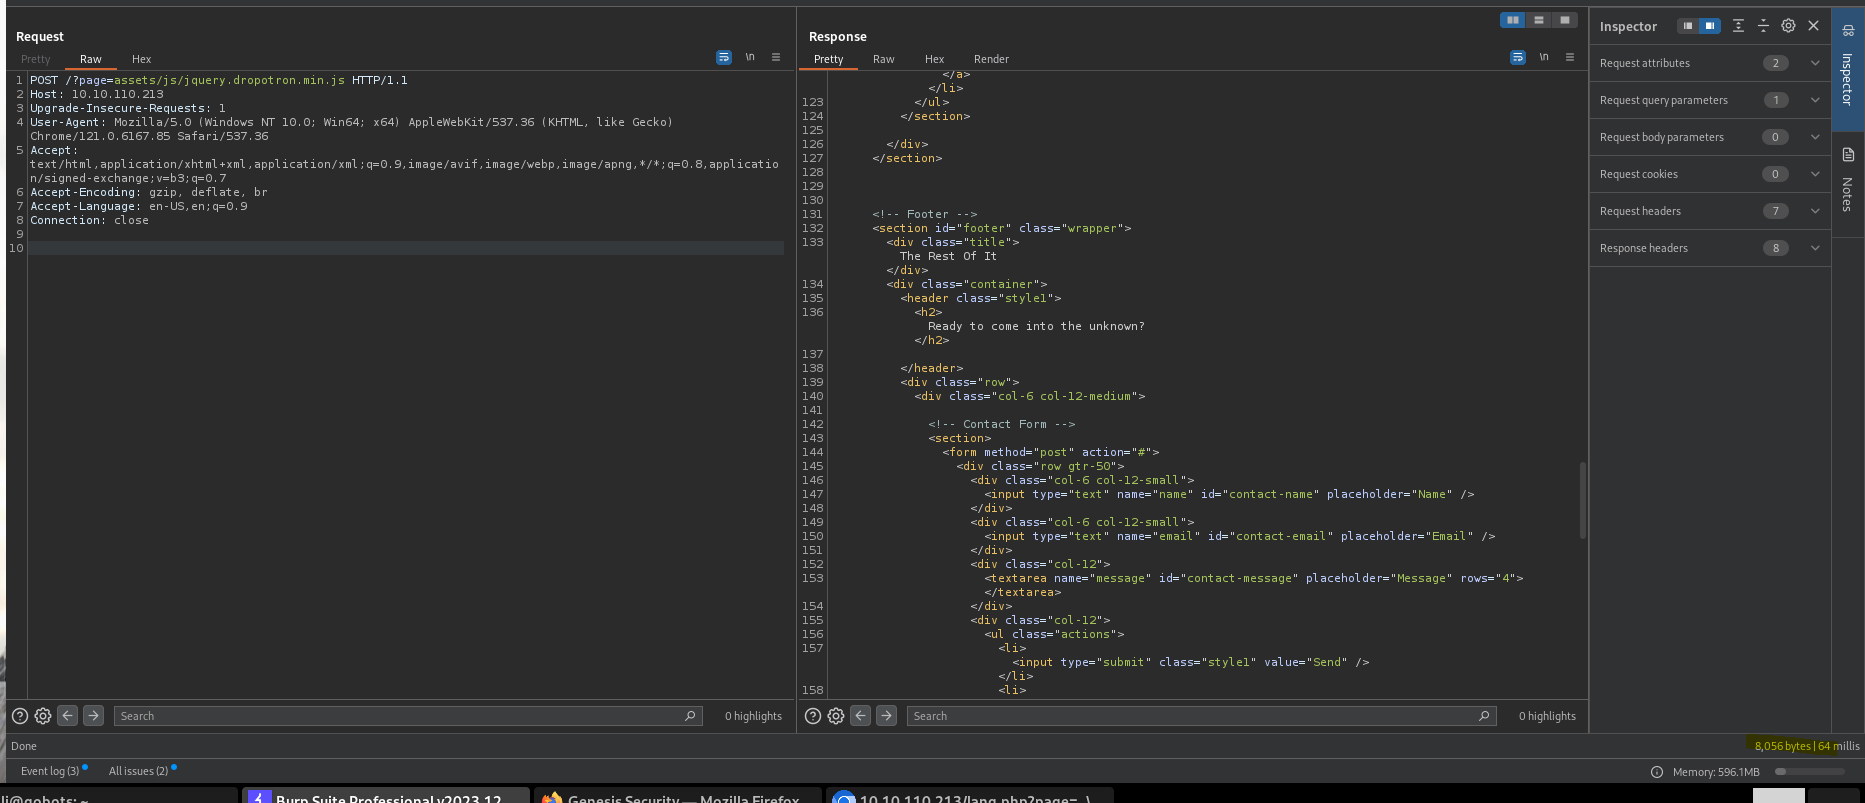 Request
Pretty Raw Hex
\n
1 POST /?page=assets/js/jquery.dropotron.min.js HTTP/1.1
2 Host: 10.10.110.213
3 Upgrade-Insecure-Requests: 1
4 User-Agent: Mozilla/5.0 (Windows NT 10.0; Win64; x64) AppleWebKit/537.36 (KHTML, like Gecko)
Chrome/121.0.6167.85 Safari/537.36
5 Accept:
text/html,application/xhtml+xml,application/xml;q=0.9,image/avif,image/webp,image/apng,*/*;q=0.8,applicatio
n/signed-exchange;v=b3;q=0.7
6 Accept-Encoding: gzip, deflate, br
7 Accept-Language: en-US,en;q=0.9
8 Connection: close
9
10
Search
0 highlights
Response
Pretty Raw Hex Render
\n
</a>
</li>
123 </ul>
124 </section>
125
126 </div>
127 </section>
128
129
130
131 <!-- Footer -->
132 <section id="footer" class="wrapper">
133 <div class="title">
The Rest Of It
</div>
134 <div class="container">
135 <header class="style1">
136 <h2>
Ready to come into the unknown?
</h2>
137
138 </header>
139 <div class="row">
140 <div class="col-6 col-12-medium">
141
142 <!-- Contact Form -->
143 <section>
144 <form method="post" action="#">
145 <div class="row gtr-50">
146 <div class="col-6 col-12-small">
147 <input type="text" name="name" id="contact-name" placeholder="Name" />
148 </div>
149 <div class="col-6 col-12-small">
150 <input type="text" name="email" id="contact-email" placeholder="Email" />
151 </div>
152 <div class="col-12">
153 <textarea name="message" id="contact-message" placeholder="Message" rows="4">
</textarea>
154 </div>
155 <div class="col-12">
156 <ul class="actions">
157 <li>
<input type="submit" class="style1" value="Send" />
</li>
158 <li>
Search
0 highlights
Inspector
Request attributes 2
Request query parameters 1
Request body parameters 0
Request cookies 0
Request headers 7
Response headers 8
Inspector
Notes
Done
8,056 bytes | 64 millis
Event log (3) All issues (2)
Memory: 596.1MB
li@gobots: ~
Burp Suite Professional v2023.12
Genesis Security — Mozilla Firefox
10.10.110.213/lang.php?page=..\